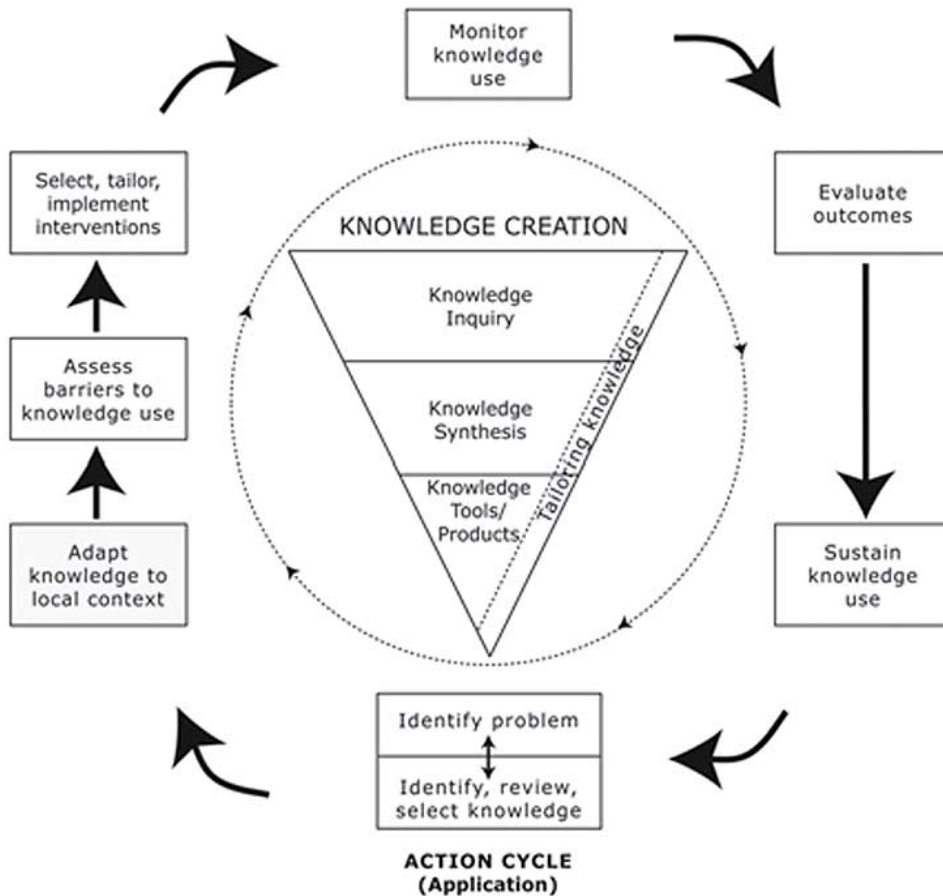 Monitor
knowledge
use
Select, tailor,
implement
interventions
Evaluate
outcomes
KNOWLEDGE CREATION
Knowledge
Inquiry
Assess
barriers to
knowledge use
Knowledge
Synthesis
Tailoring knowledge
Knowledge
Tools/
Products
Adapt
knowledge to
local context
Sustain
knowledge
use
Identify problem
Identify, review,
select knowledge
ACTION CYCLE
(Application)